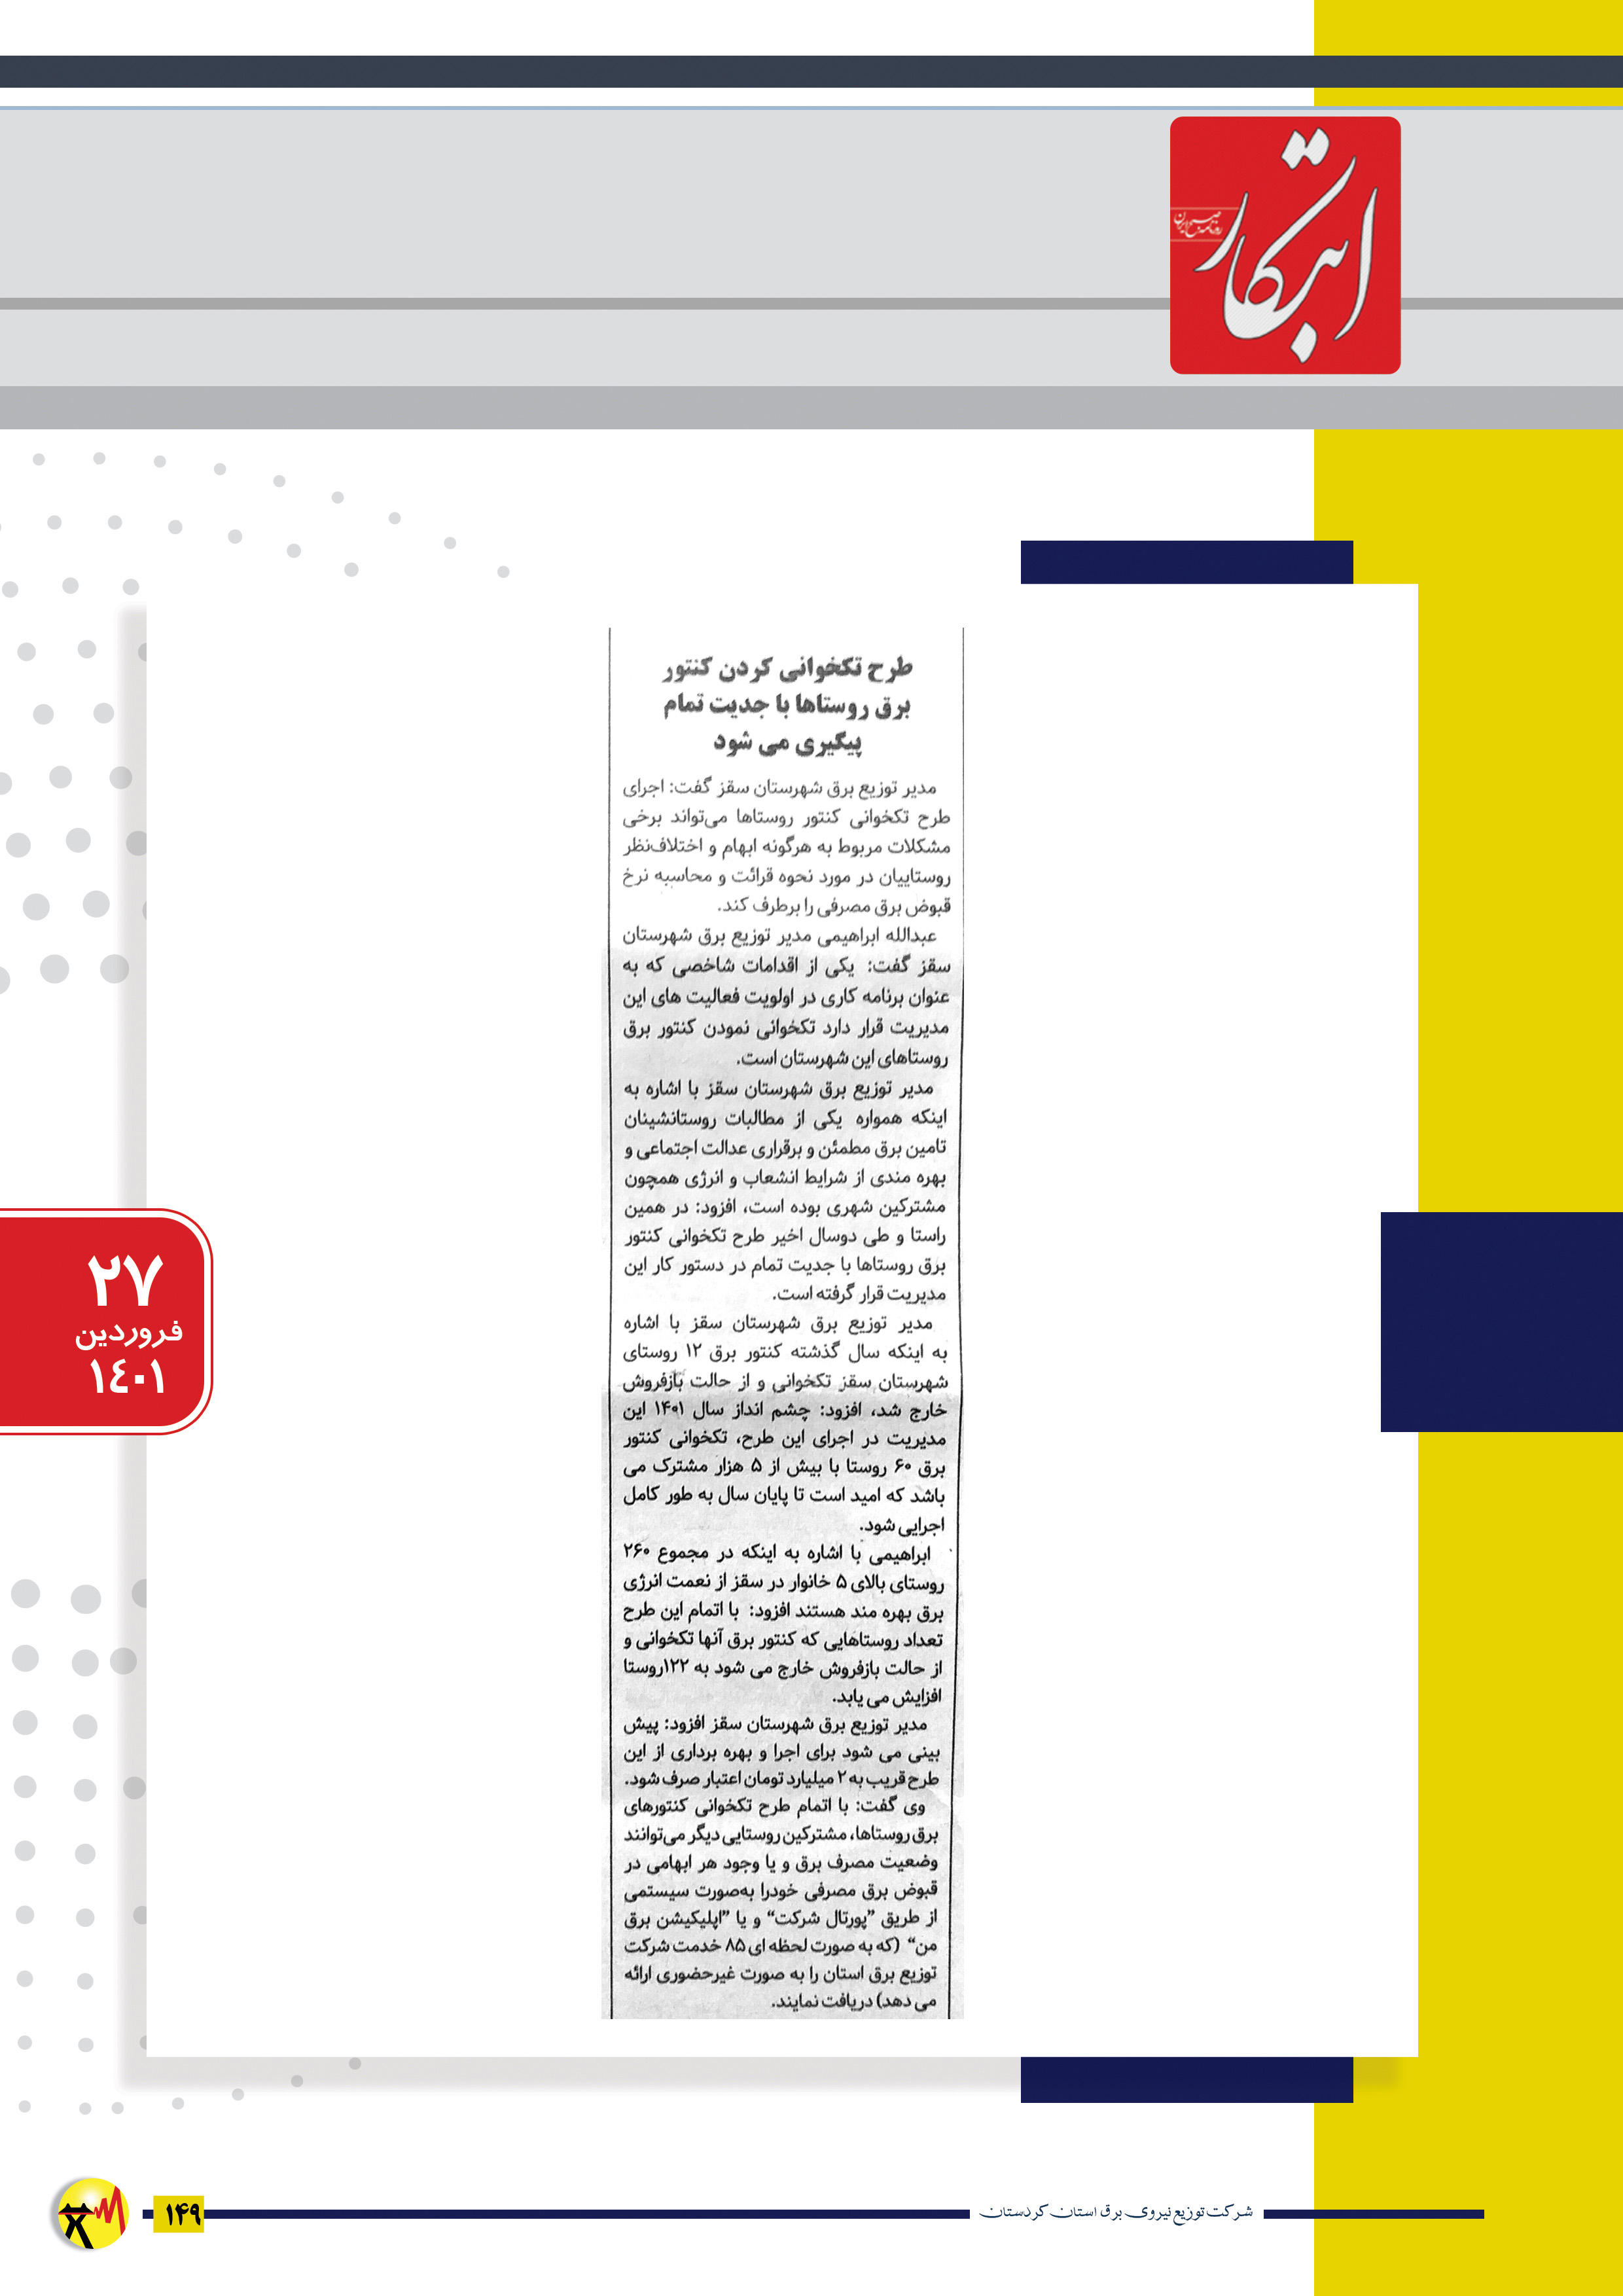 ابتکار
روزنامه صبح ایران
طرح تکخوانی کردن کنتور
برق روستاها با جدیت تمام
پیگیری می شود
مدیر توزیع برق شهرستان سقز گفت: اجرای
طرح تکخوانی کنتور روستاها می‌تواند برخی
مشکلات مربوط به هرگونه ابهام و اختلاف‌نظر
روستاییان در مورد نحوه قرائت و محاسبه نرخ
قبوض برق مصرفی را برطرف کند.
عبدالله ابراهیمی مدیر توزیع برق شهرستان
سقز گفت: یکی از اقدامات شاخصی که به
عنوان برنامه کاری در اولویت فعالیت های این
مدیریت قرار دارد تکخوانی نمودن کنتور برق
روستاهای این شهرستان است.
مدیر توزیع برق شهرستان سقز با اشاره به
اینکه همواره یکی از مطالبات روستانشینان
تامین برق مطمئن و برقراری عدالت اجتماعی و
بهره مندی از شرایط انشعاب و انرژی همچون
مشترکین شهری بوده است، افزود: در همین
راستا و طی دوسال اخیر طرح تکخوانی کنتور
برق روستاها با جدیت تمام در دستور کار این
مدیریت قرار گرفته است.
مدیر توزیع برق شهرستان سقز با اشاره
به اینکه سال گذشته کنتور برق ۱۲ روستای
شهرستان سقز تکخوانی و از حالت بازفروش
خارج شد، افزود: چشم انداز سال ۱۴۰۱ این
مدیریت در اجرای این طرح، تکخوانی کنتور
برق ۶۰ روستا با بیش از ۵ هزار مشترک می
باشد که امید است تا پایان سال به طور کامل
اجرایی شود.
ابراهیمی با اشاره به اینکه در مجموع ۲۶۰
روستای بالای ۵ خانوار در سقز از نعمت انرژی
برق بهره مند هستند افزود: با اتمام این طرح
تعداد روستاهایی که کنتور برق آنها تکخوانی و
از حالت بازفروش خارج می شود به ۱۲۲روستا
افزایش می یابد.
مدیر توزیع برق شهرستان سقز افزود: پیش
بینی می شود برای اجرا و بهره برداری از این
طرح قریب به ۲ میلیارد تومان اعتبار صرف شود.
وی گفت: با اتمام طرح تکخوانی کنتورهای
برق روستاها، مشترکین روستایی دیگر می‌توانند
وضعیت مصرف برق و یا وجود هر ابهامی در
قبوض برق مصرفی خودرا به‌صورت سیستمی
از طریق ”پورتال شرکت“ و یا ”اپلیکیشن برق
من“ (که به صورت لحظه ای ۸۵ خدمت شرکت
توزیع برق استان را به صورت غیرحضوری ارائه
می دهد) دریافت نمایند.
۲۷
فروردین
۱٤۰۱
شرکت توزیع نیروی برق استان کردستان
۱۴۹